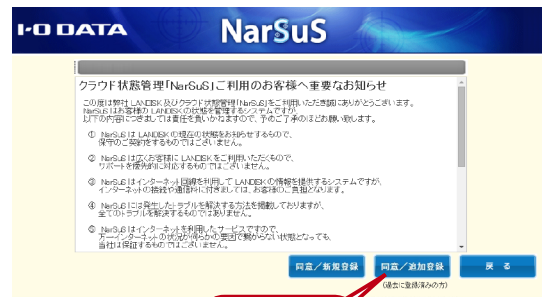 I-O DATA
NarSuS
クラウド状態管理「NarSuS」ご利用のお客様へ重要なお知らせ
この度は弊社 LANDISK 及びクラウド状態管理「NarSuS」をご利用いただき誠にありがとうございます。
NarSuS はお客様の LANDISK の状態を管理するシステムですが、
以下の内容につきましては責任を負いかねますので、予めご了承のほどお願い致します。
① NarSuS は LANDISK の現在の状態をお知らせするもので、
保守のご契約をするものではございません。
② NarSuS は広くお客様に LANDISK をご利用いただくもので、
サポートを優先的に対応するものではございません。
③ NarSuS はインターネット回線を利用して LANDISK の情報を提供するシステムですが、
インターネットの接続や通信料に付きましては、お客様のご負担となります。
④ NarSuS には発生したトラブルを解決する方法を掲載しておりますが、
全てのトラブルを解決するものではありません。
⑤ NarSuS はインターネットを利用したサービスですので、
万一インターネットの状況が何らかの要因で繋がらない状態となっても、
当社は保証するものではございません。
同意／新規登録 同意／追加登録 戻 る
(過去に登録済みの方)